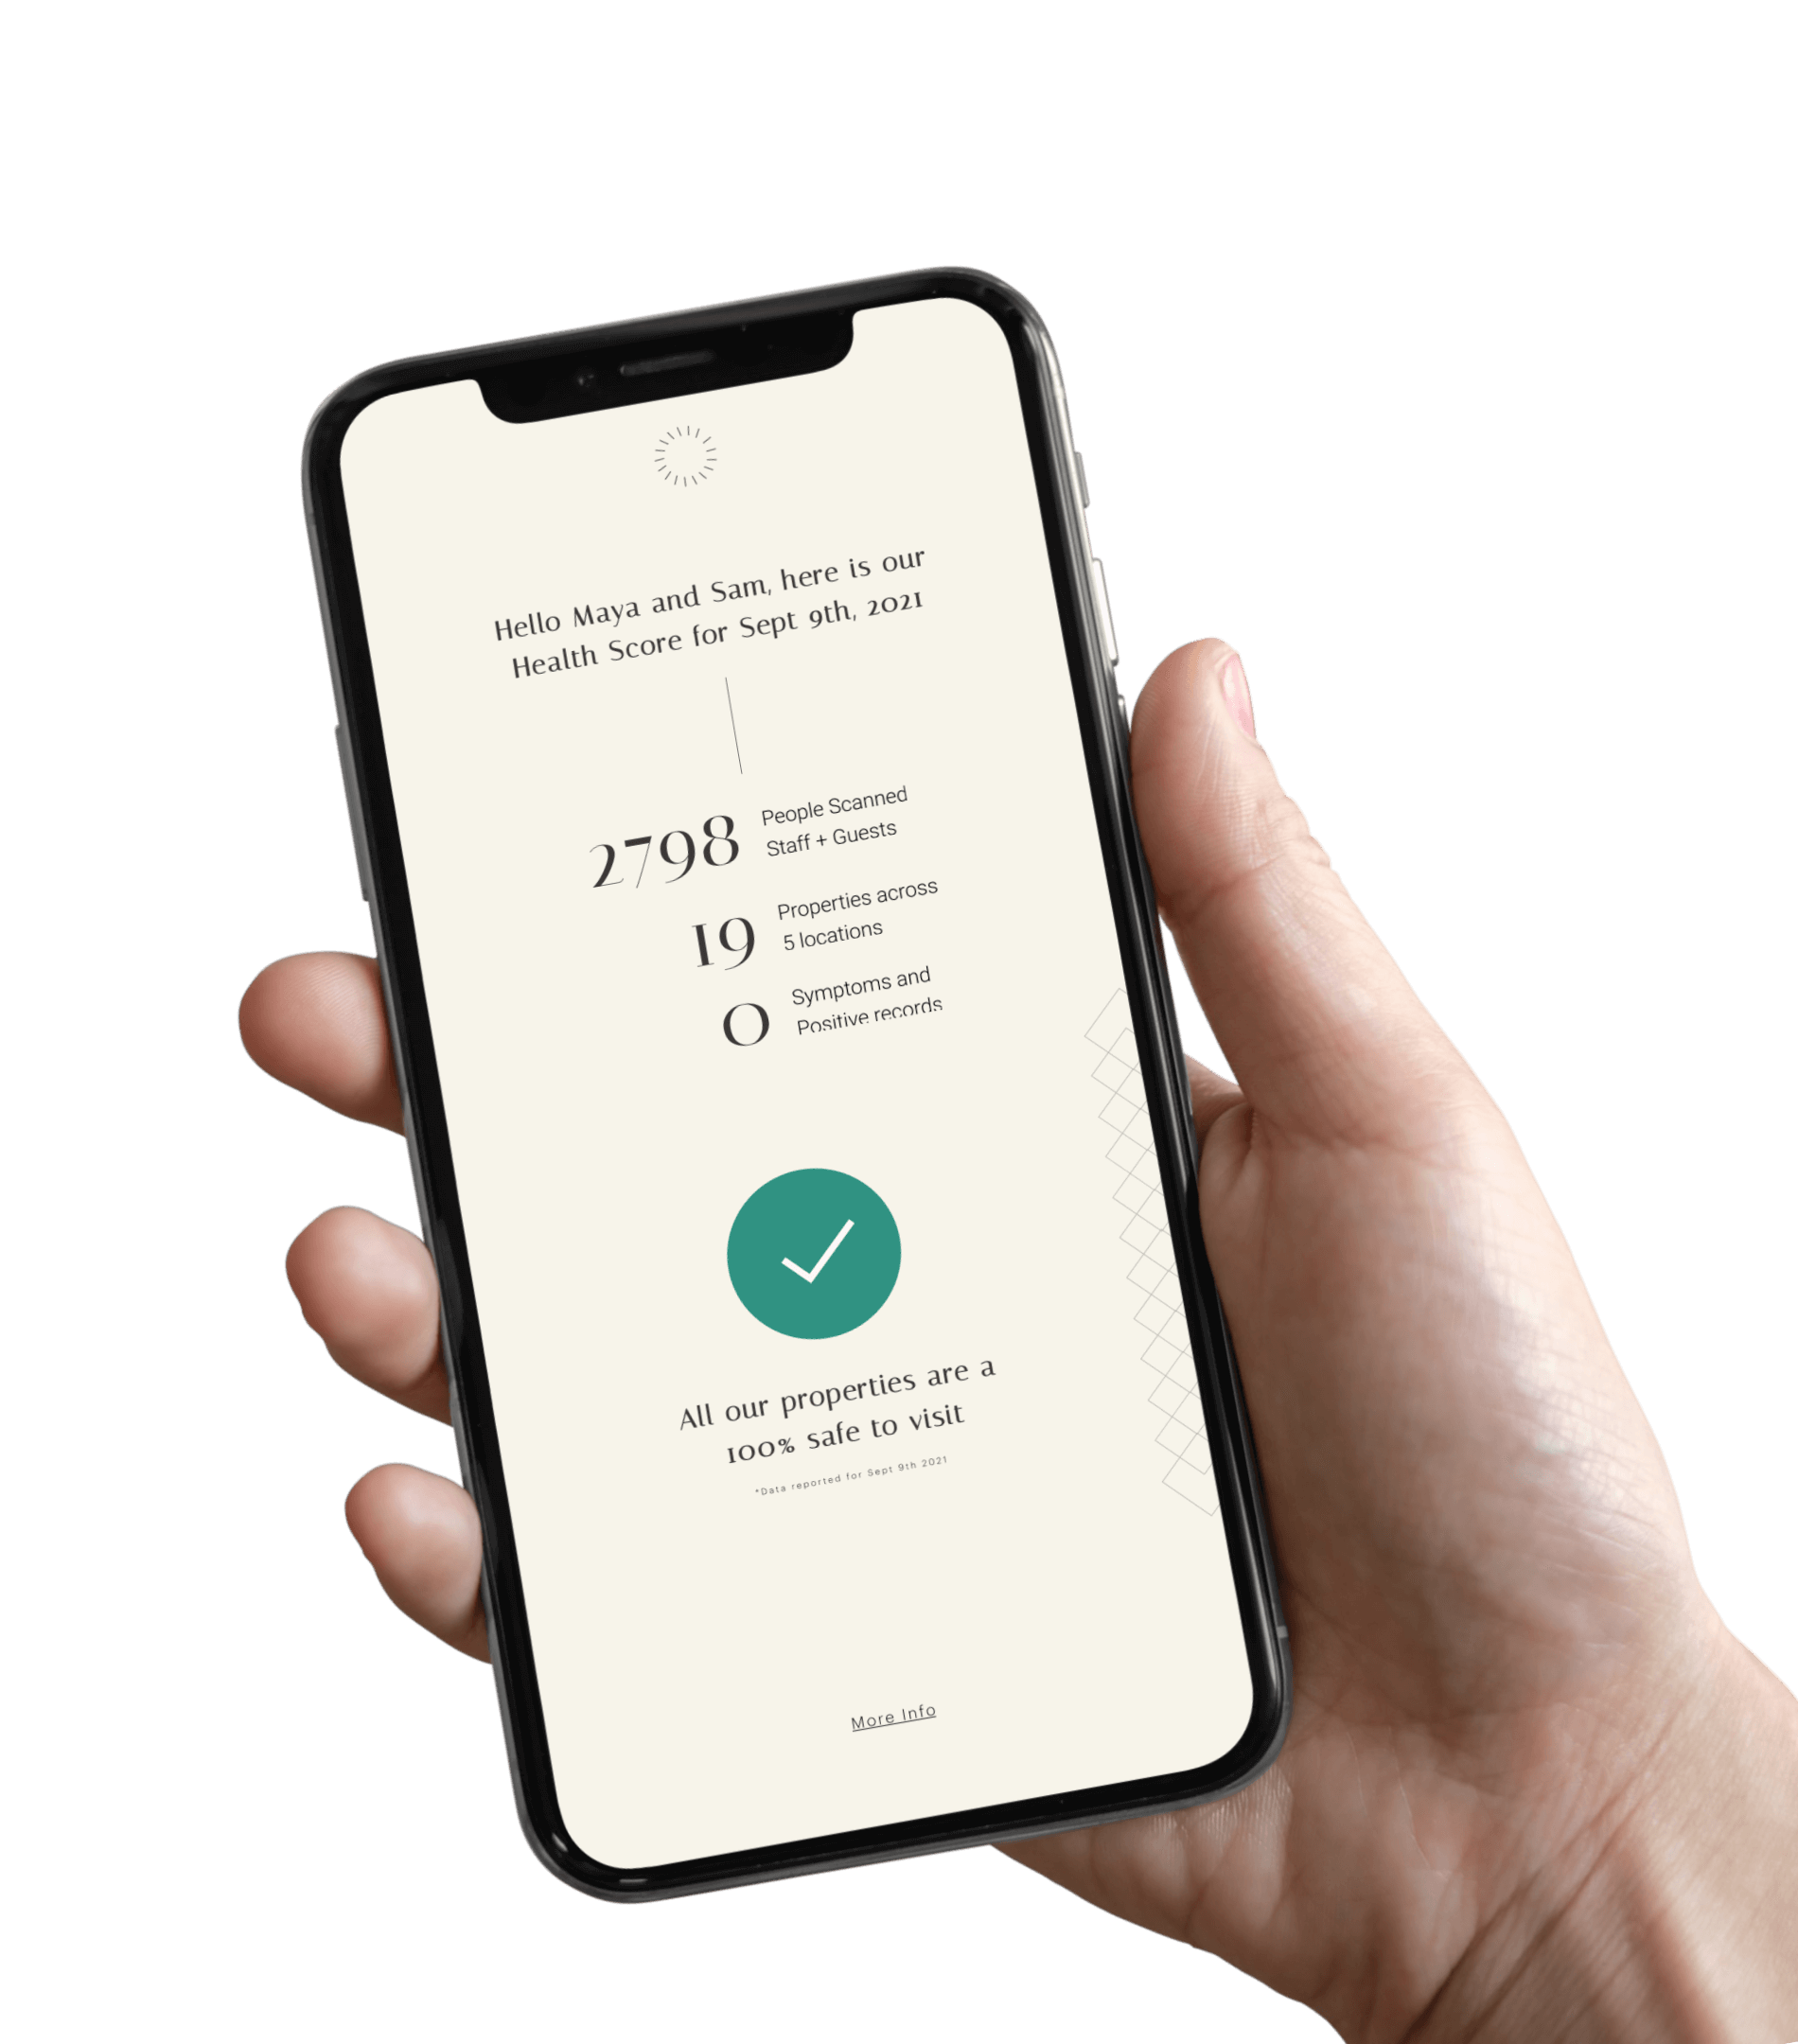 Hello Maya and Sam, here is our
Health Score for Sept 9th, 2021
2798
People Scanned
Staff + Guests
19
Properties across
5 locations
0
Symptoms and
Positive records
All our properties are a
100% safe to visit
*Data reported for Sept 9th 2021
More Info